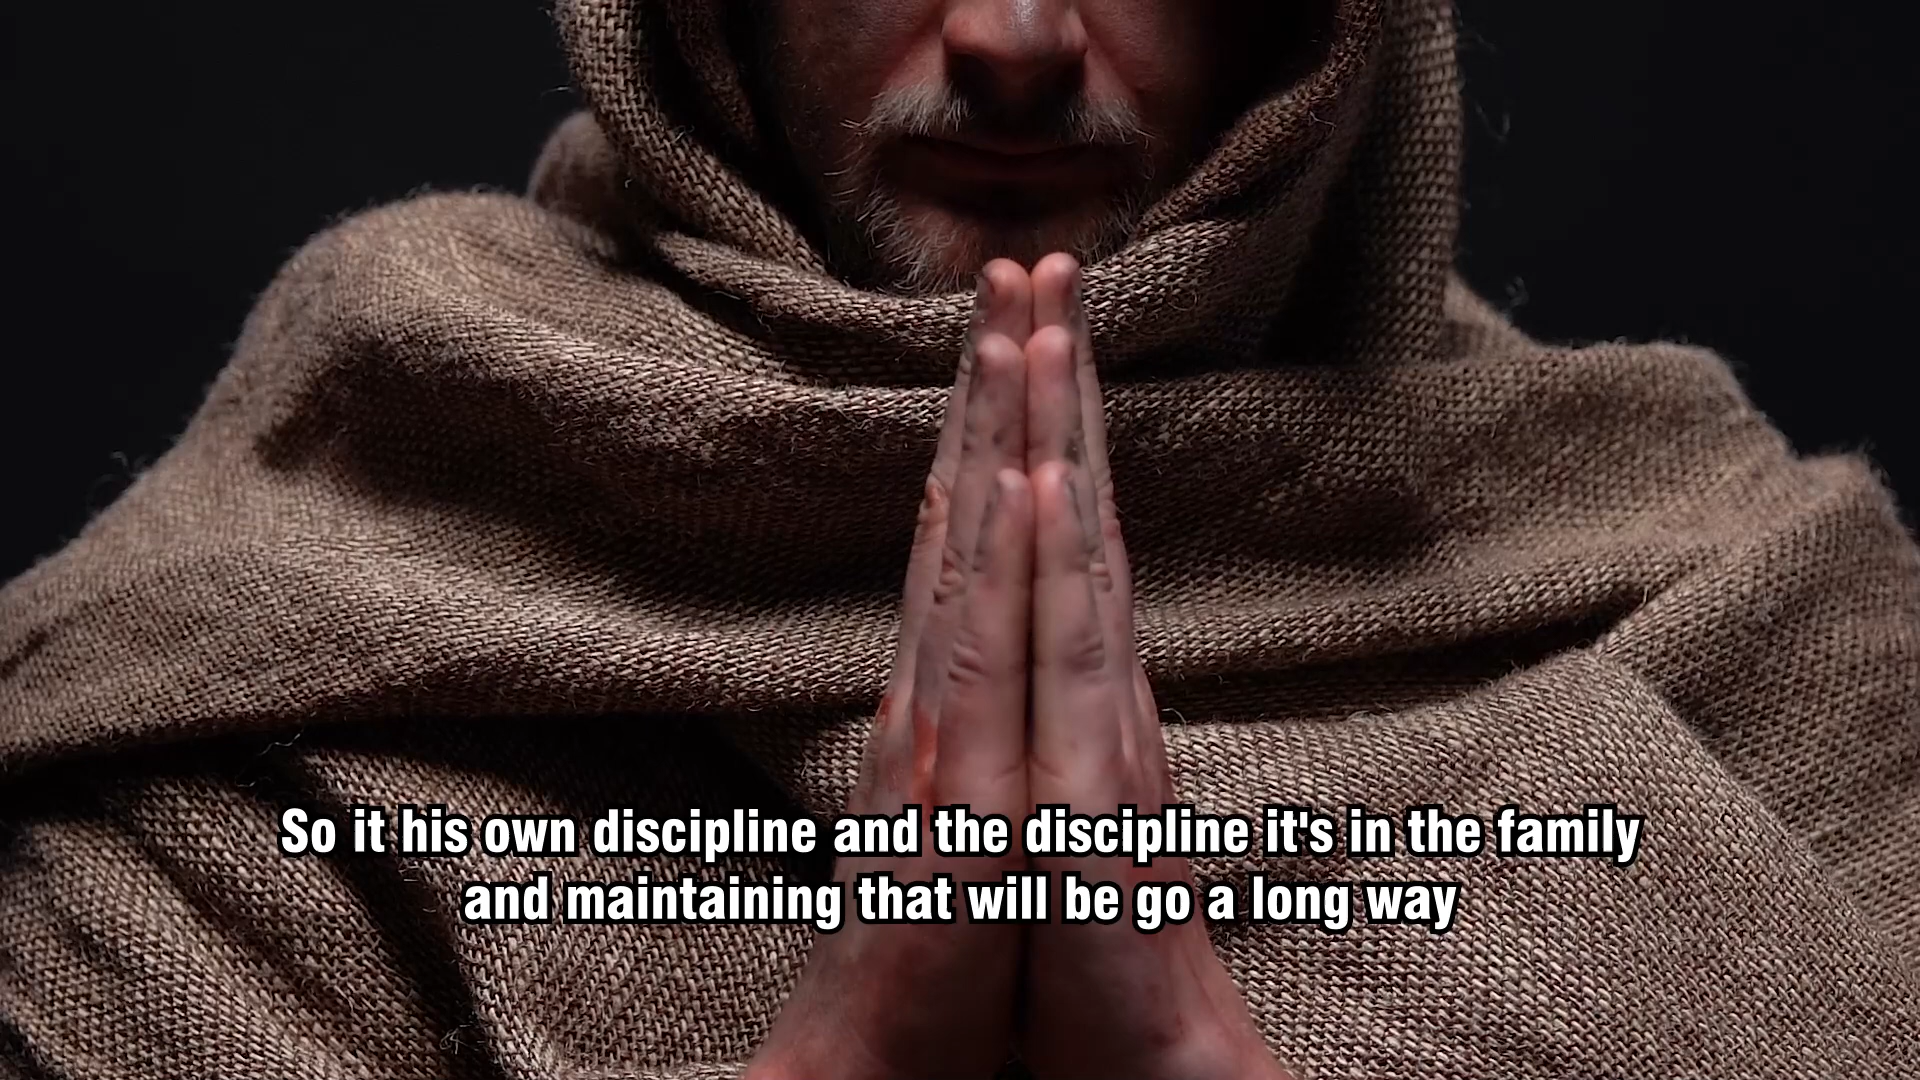 So it his own discipline and the discipline it's in the family
and maintaining that will be go a long way